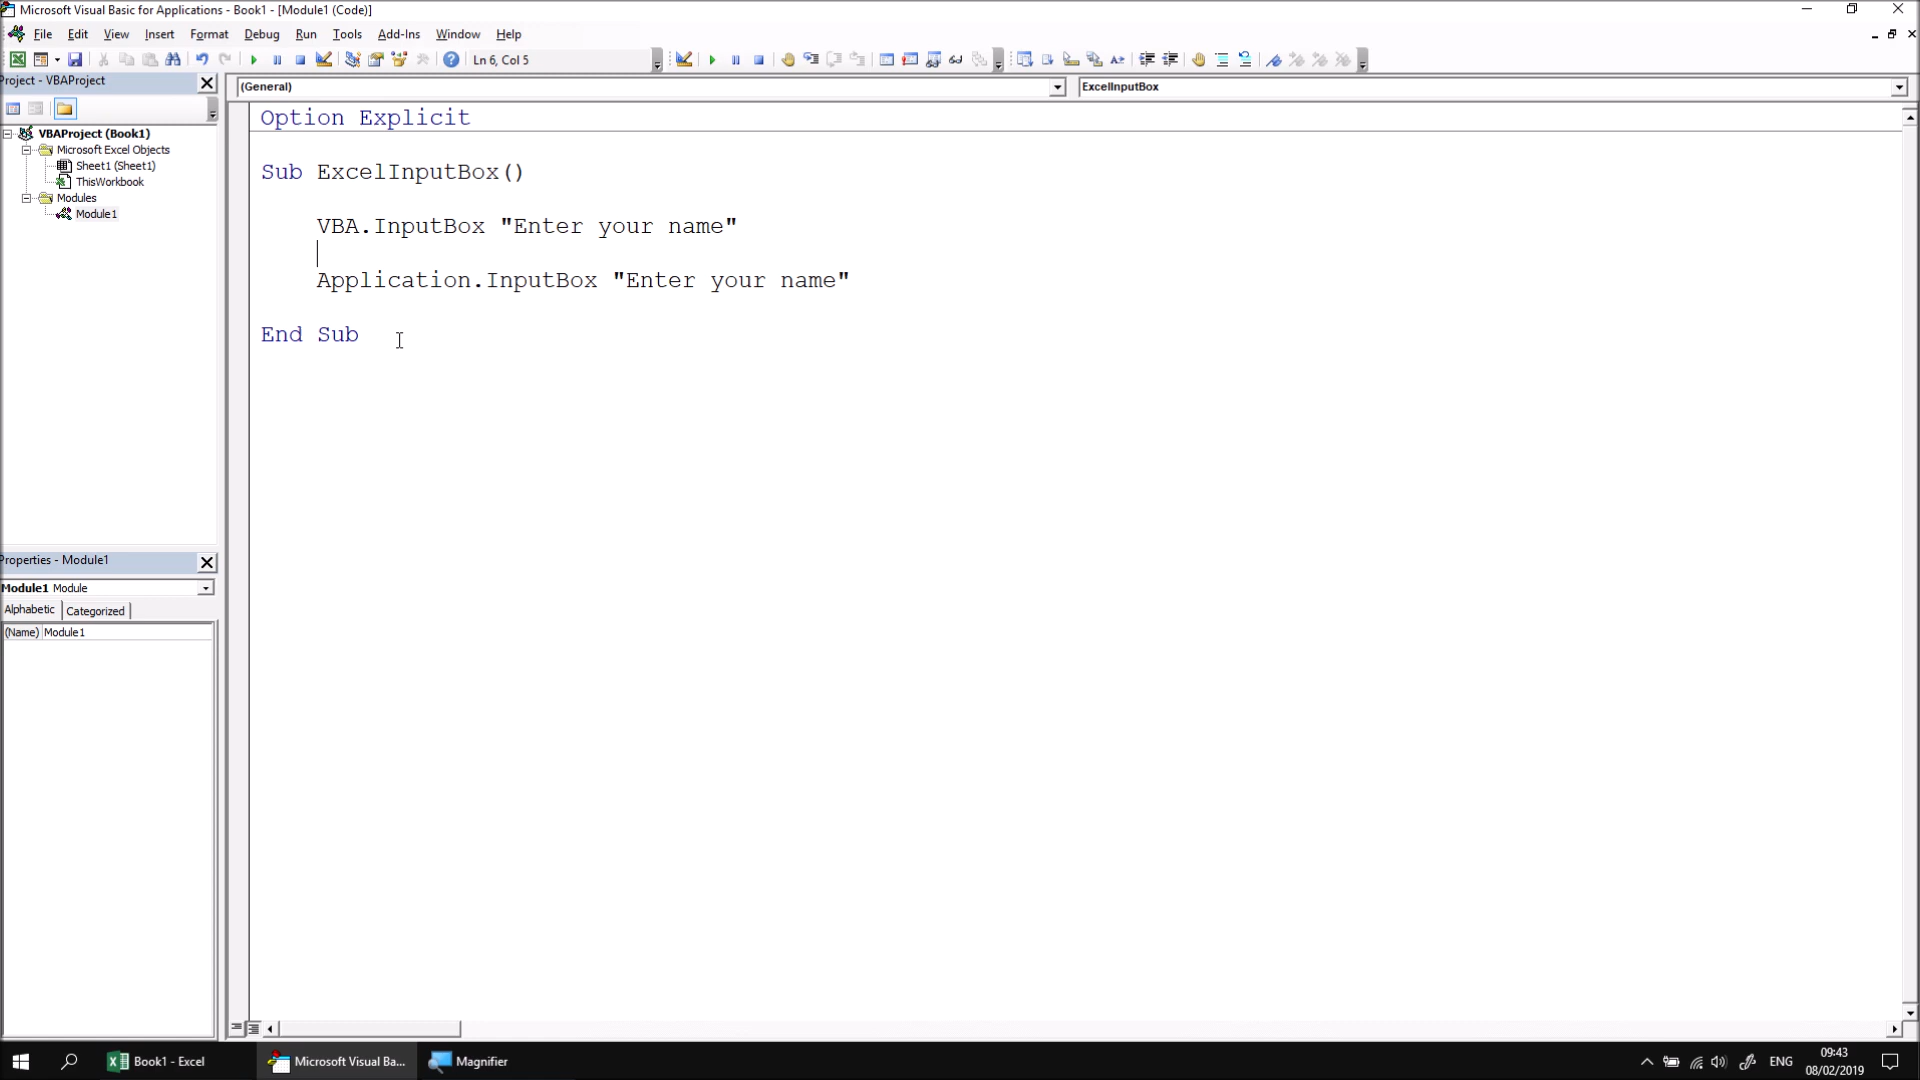 Microsoft Visual Basic for Applications - Book1 - [Module1 (Code)]
File Edit View Insert Format Debug Run Tools Add-Ins Window Help
Ln 6, Col 5
Project - VBAProject
(General) ExcelInputBox
VBAProject (Book1)
Microsoft Excel Objects
Sheet1 (Sheet1)
ThisWorkbook
Modules
Module1
Option Explicit
Sub ExcelInputBox()
VBA.InputBox "Enter your name"
Application.InputBox "Enter your name"
End Sub
Properties - Module1
Module1 Module
Alphabetic Categorized
(Name) Module1
Book1 - Excel Microsoft Visual Ba... Magnifier
ENG
09:43
08/02/2019